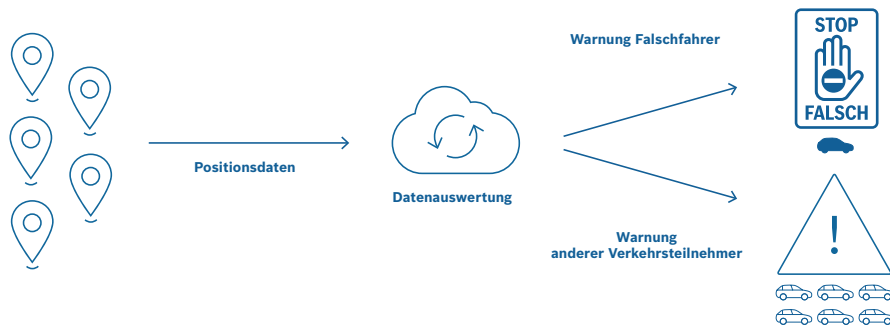 Positionsdaten
Datenauswertung
Warnung Falschfahrer
STOP
FALSCH
Warnung
anderer Verkehrsteilnehmer
!